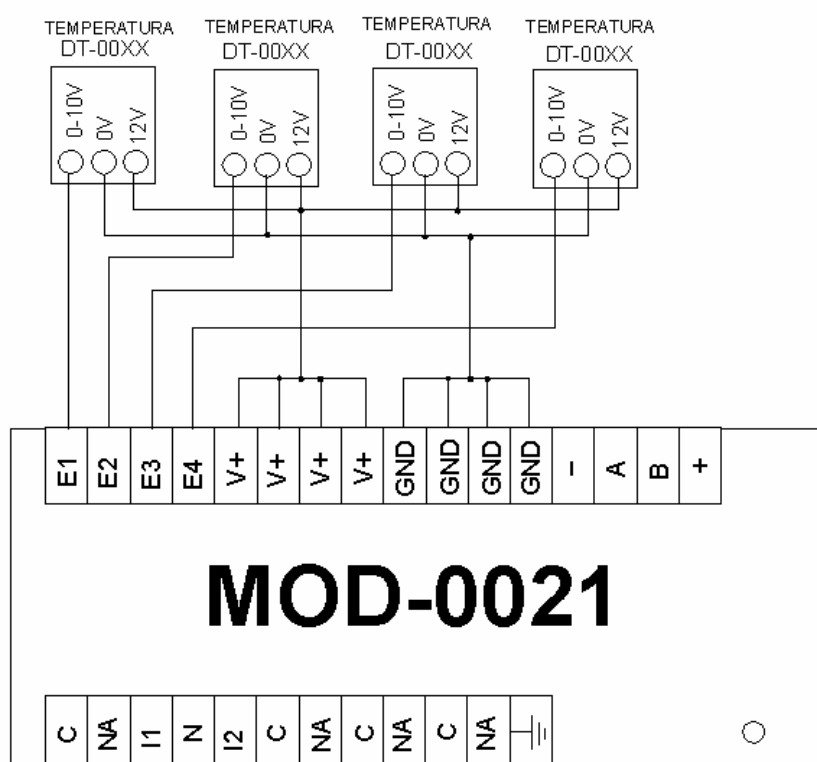 TEMPERATURA TEMPERATURA TEMPERATURA TEMPERATURA
DT-00XX DT-00XX DT-00XX DT-00XX
0-10V 0V 12V 0-10V 0V 12V 0-10V 0V 12V 0-10V 0V 12V
E1 E2 E3 E4 V+ V+ V+ V+ GND GND GND GND - A B +
MOD-0021
C NA I1 N I2 C NA C NA C NA